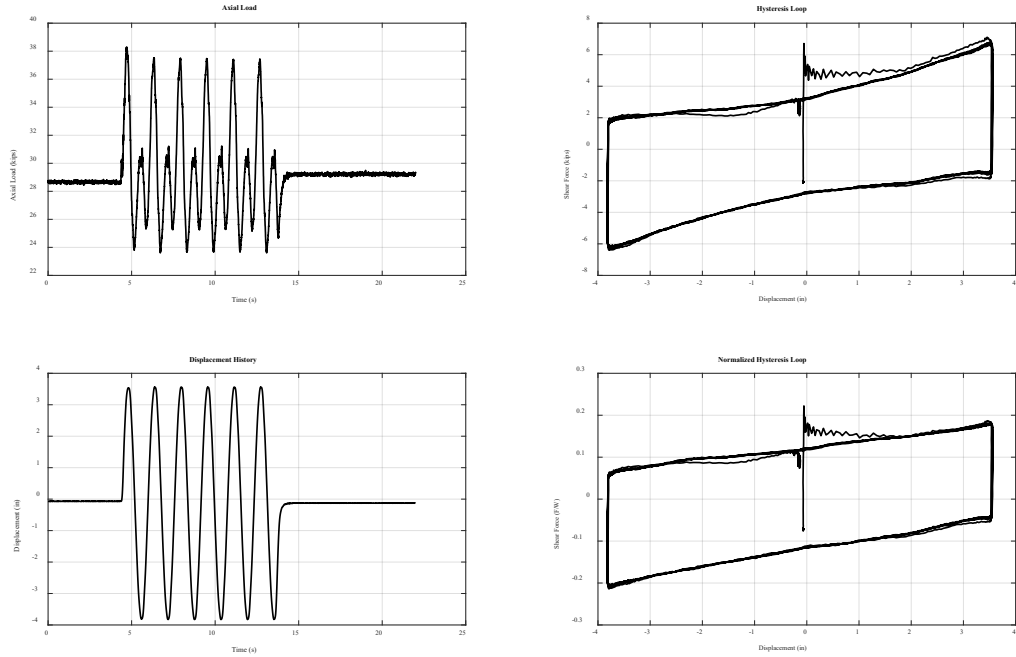 Axial Load
40
38
36
34
32
30
28
26
24
22
Axial Load (kips)
0 5 10 15 20 25
Time (s)
Hysteresis Loop
8
6
4
2
0
-2
-4
-6
-8
Shear Force (kips)
-4 -3 -2 -1 0 1 2 3 4
Displacement (in)
Displacement History
4
3
2
1
0
-1
-2
-3
-4
Displacement (in)
0 5 10 15 20 25
Time (s)
Normalized Hysteresis Loop
0.3
0.2
0.1
0
-0.1
-0.2
-0.3
Shear Force (F/W)
-4 -3 -2 -1 0 1 2 3 4
Displacement (in)